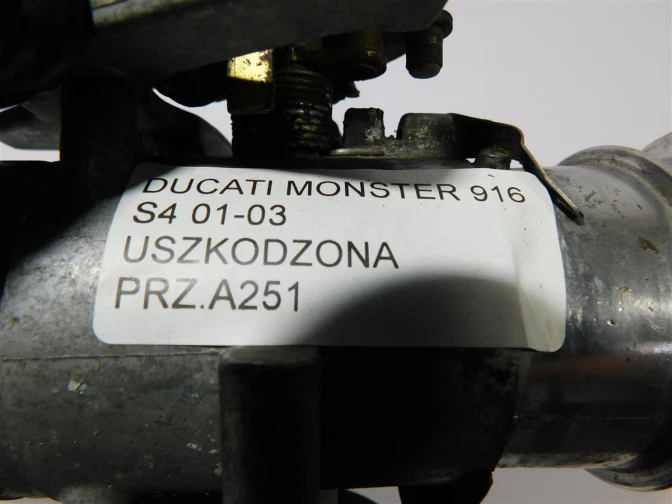 DUCATI MONSTER 916
S4 01-03
USZKODZONA
PRZ.A251